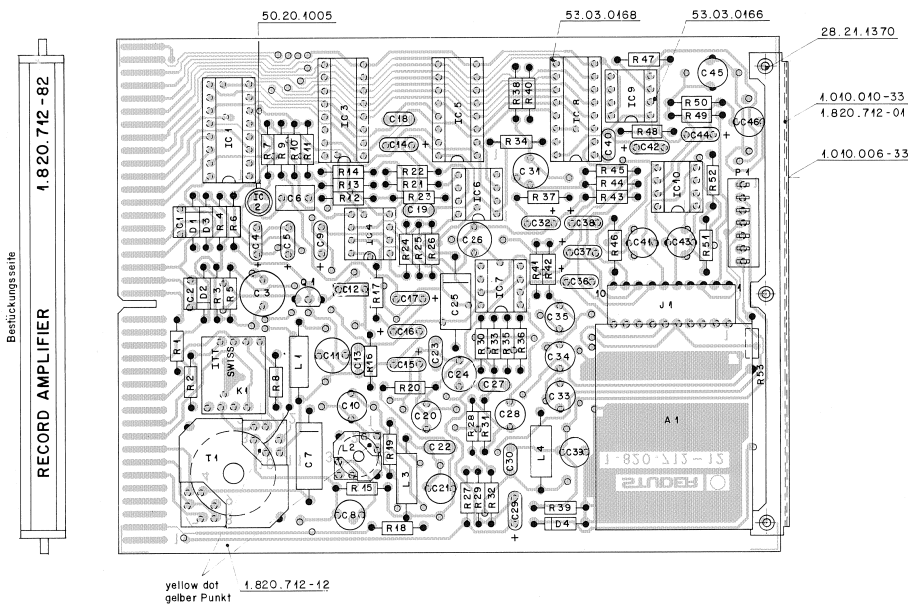 50.20.1005
53.03.0168
53.03.0166
28.21.1370
1.010.010-33
1.820.712-01
1.010.006-33
Bestückungsseite
RECORD AMPLIFIER 1.820.712-82
R47
C45
IC1
IC3
IC5
R38
R40
IC8
IC9
R50
R49
C46
C18
R7
R9
R10
R11
C14
R34
C40
R48
C42
C44
R14
R13
R12
R22
R21
R23
IC6
C31
R45
R44
R43
R37
IC10
R52
P1
IC2
C6
C19
C1
D1
D3
R4
R6
C4
C5
C9
IC4
R24
R25
R26
C26
C32
C38
R46
C41
C43
R51
C37
R41
R42
C36
C2
D2
R3
R5
C3
Q1
C12
R17
C17
C25
IC7
10
J1
1
C35
R1
ITT
SWISS
K1
R2
R8
L1
C11
C13
R16
C16
C15
C23
R30
R33
R35
R36
C34
C24
C27
R53
R20
C33
C10
C20
R28
R31
C28
A1
T1
C7
L2
R19
L3
C22
C30
L4
C39
1.820.712-12
STUDER
R15
C21
R27
R29
R32
C8
R18
C29
R39
D4
yellow dot
gelber Punkt
1.820.712-12